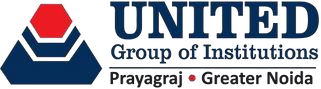 UNITED
Group of Institutions
Prayagraj • Greater Noida